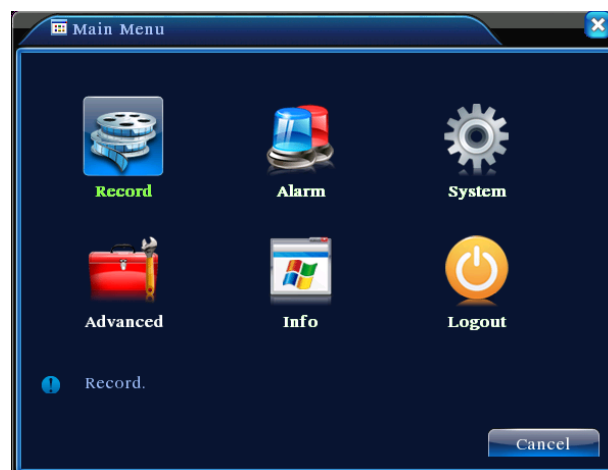 Main Menu
Record Alarm System
Advanced Info Logout
Record.
Cancel